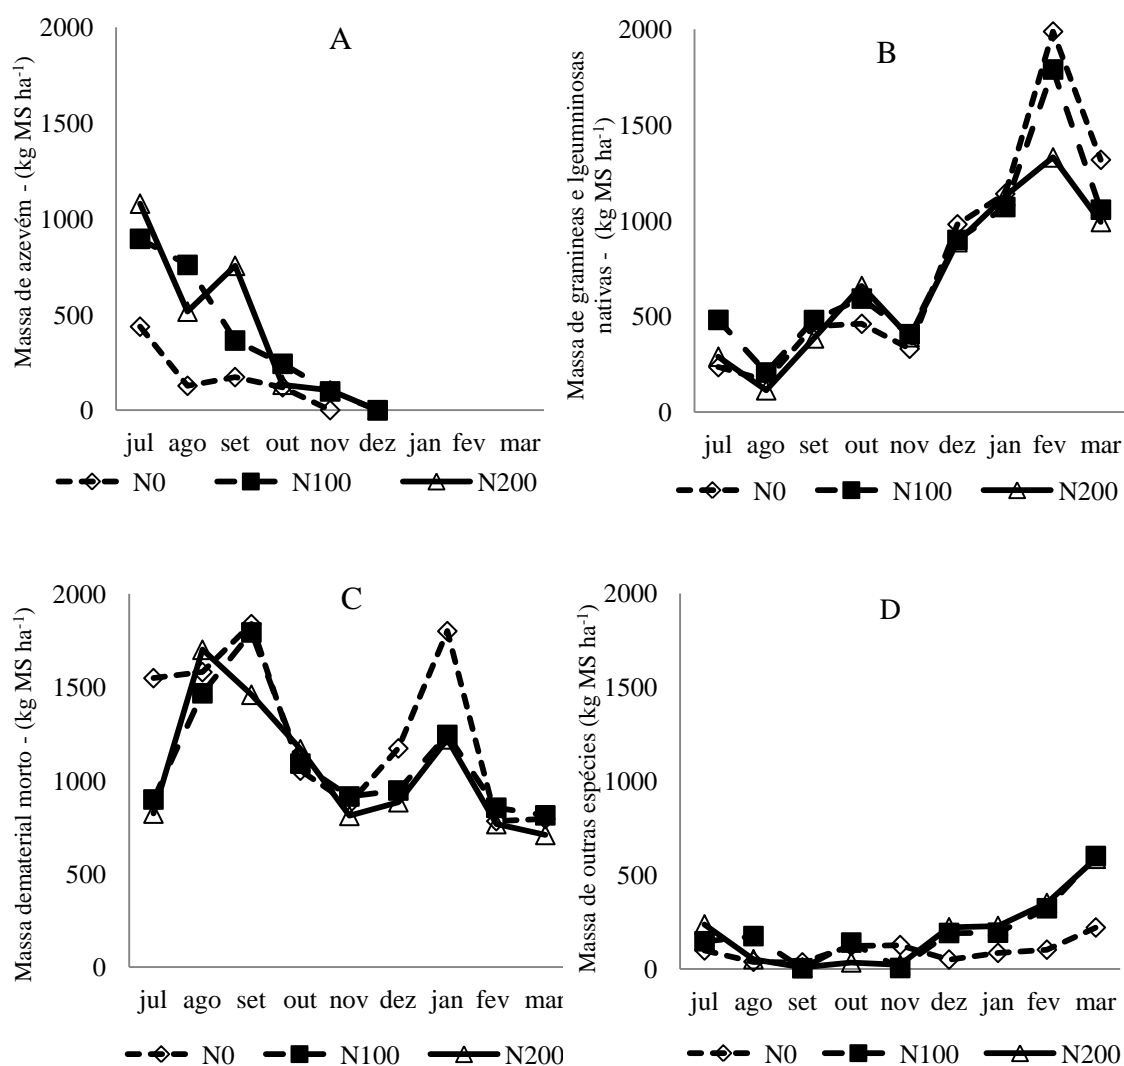 A
Massa de azevém - (kg MS ha-1)
2000
1500
1000
500
0
jul ago set out nov dez jan fev mar
N0 N100 N200
B
Massa de gramineas e lgeumninosas
nativas - (kg MS ha-1)
2000
1500
1000
500
0
jul ago set out nov dez jan fev mar
N0 N100 N200
C
Massa dematerial morto - (kg MS ha-1)
2000
1500
1000
500
0
jul ago set out nov dez jan fev mar
N0 N100 N200
D
Massa de outras espécies (kg MS ha-1)
2000
1500
1000
500
0
jul ago set out nov dez jan fev mar
N0 N100 N200